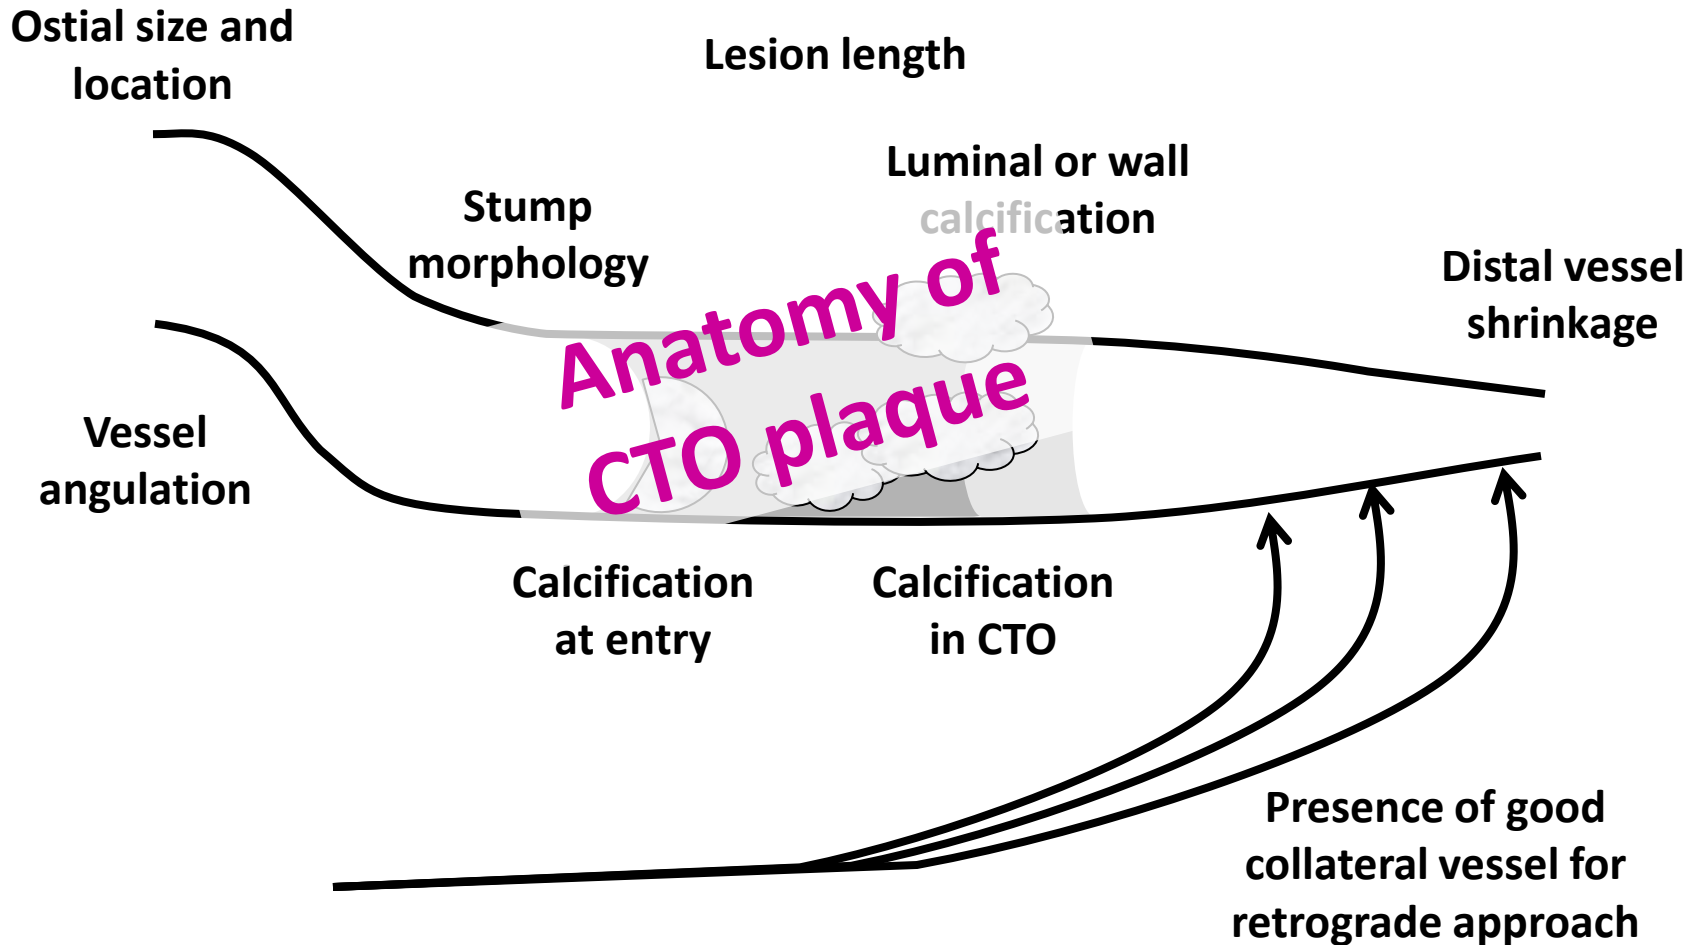 Ostial size and
location
Lesion length
Luminal or wall
calcification
Stump
morphology
Distal vessel
shrinkage
Anatomy of
CTO plaque
Vessel
angulation
Calcification
at entry
Calcification
in CTO
Presence of good
collateral vessel for
retrograde approach